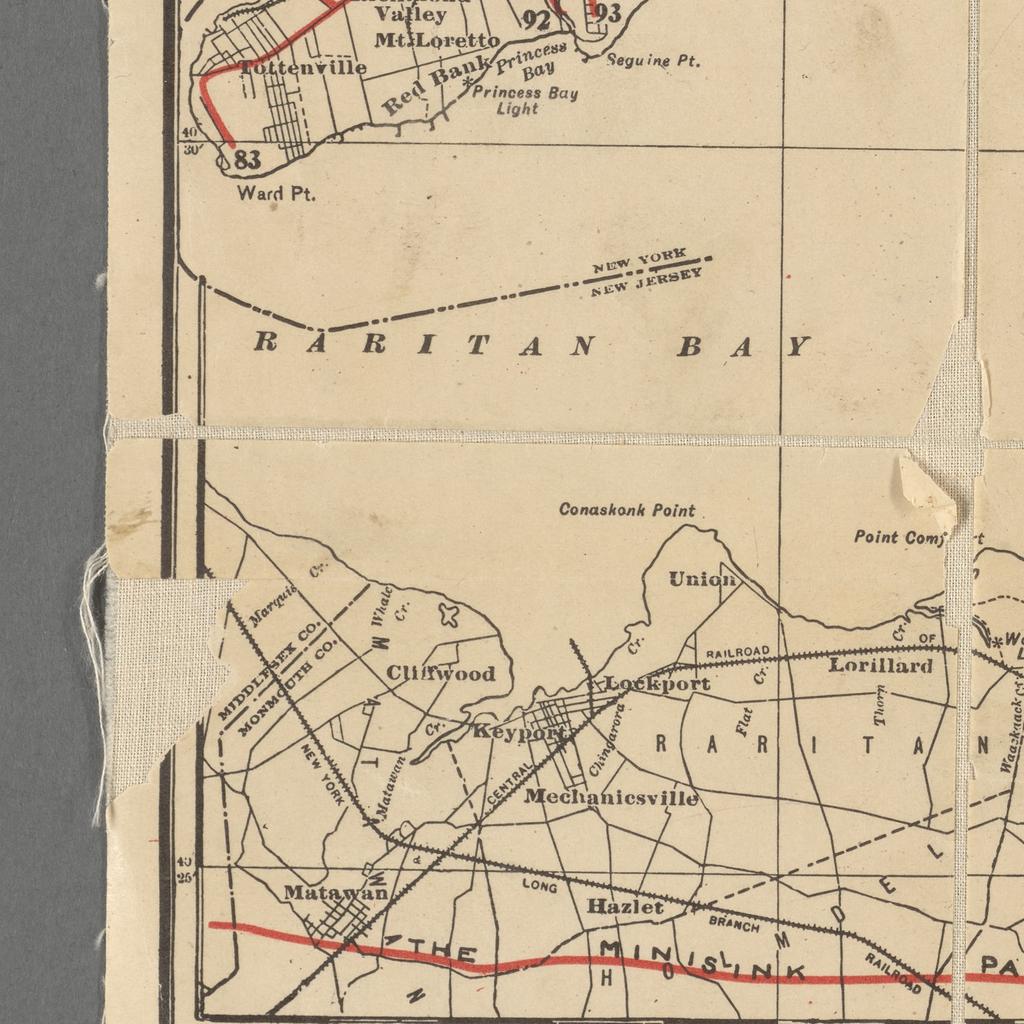 Valley
Mt. Loretto
92
93
Seguine Pt.
Tottenville
Red Bank
Princess
Bay
Princess Bay
Light
40°
30′
83
Ward Pt.
NEW YORK
NEW JERSEY
RARITAN BAY
Conaskonk Point
Point Comf
Union
Marquis
Cr.
Whale
Cr.
MIDDLESEX CO.
MONMOUTH CO.
Cliffwood
Cr.
Cr.
RAILROAD
OF
Lorillard
Lockport
Cr.
Keyport
Cr.
Chingarora
Flat
Thorn
Waackaack Cr.
RARITAN
NEW YORK
Matawan
CENTRAL
Mechanicsville
R
40
25′
MATAWAN
Matawan
LONG
Hazlet
BRANCH
RAILROAD
HOLMDEL
THE MINISINK PA